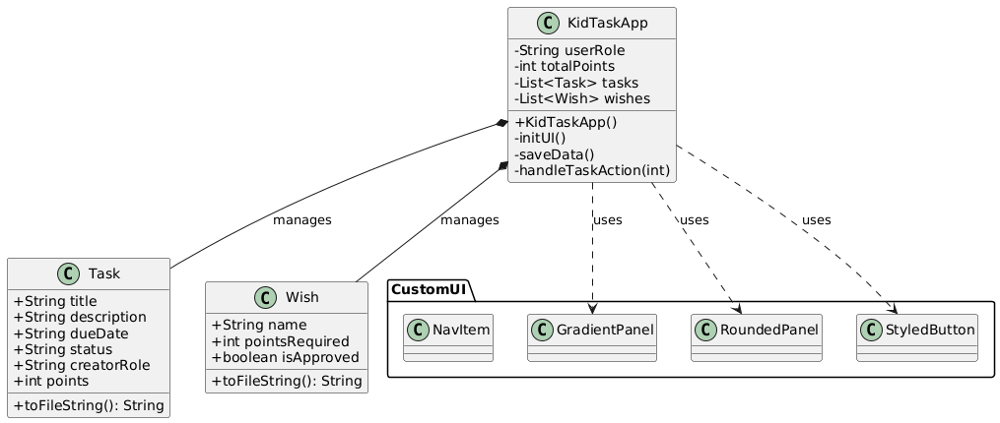 C KidTaskApp
-String userRole
-int totalPoints
-List<Task> tasks
-List<Wish> wishes
+KidTaskApp()
-initUI()
-saveData()
-handleTaskAction(int)
manages
manages
uses
uses
uses
C Task
+String title
+String description
+String dueDate
+String status
+String creatorRole
+int points
+toFileString(): String
C Wish
+String name
+int pointsRequired
+boolean isApproved
+toFileString(): String
CustomUI
C NavItem
C GradientPanel
C RoundedPanel
C StyledButton